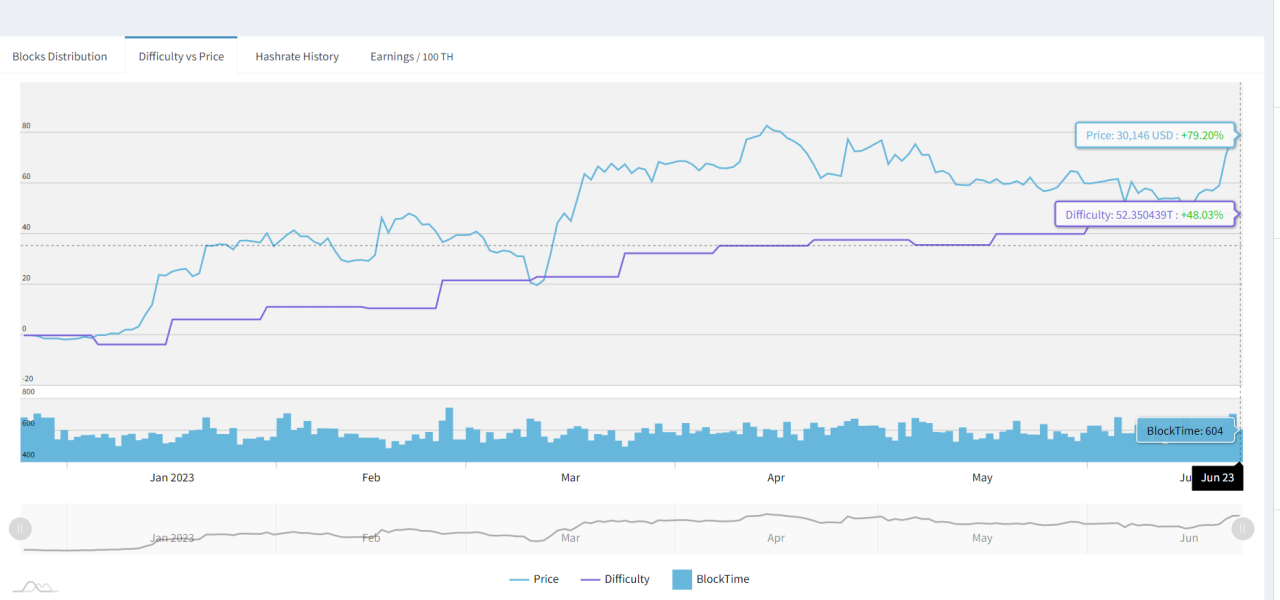 Blocks Distribution
Difficulty vs Price
Hashrate History
Earnings / 100 TH
80
60
40
20
0
-20
Price: 30,146 USD : +79.20%
Difficulty: 52.350439T : +48.03%
800
600
400
BlockTime: 604
Jan 2023
Feb
Mar
Apr
May
Ju
Jun 23
Jan 2023
Feb
Mar
Apr
May
Jun
Price
Difficulty
BlockTime